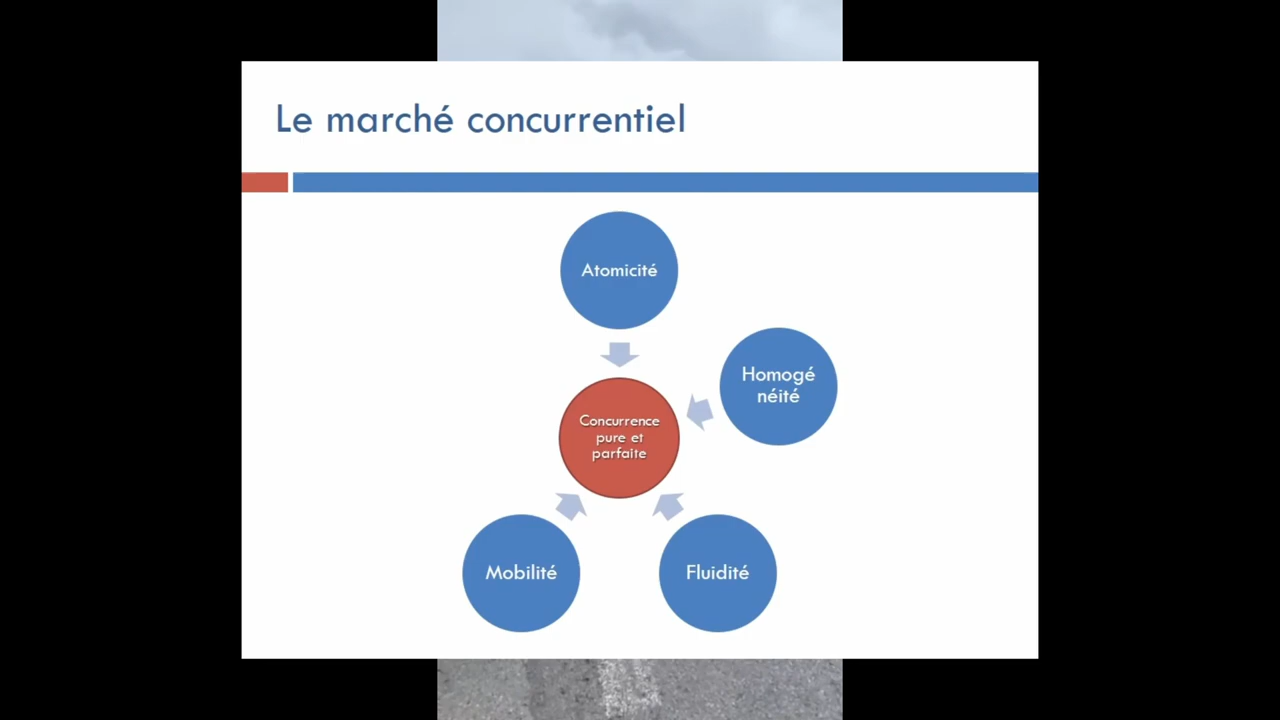 Le marché concurrentiel
Atomicité
Homogé
néité
Concurrence
pure et
parfaite
Mobilité
Fluidité